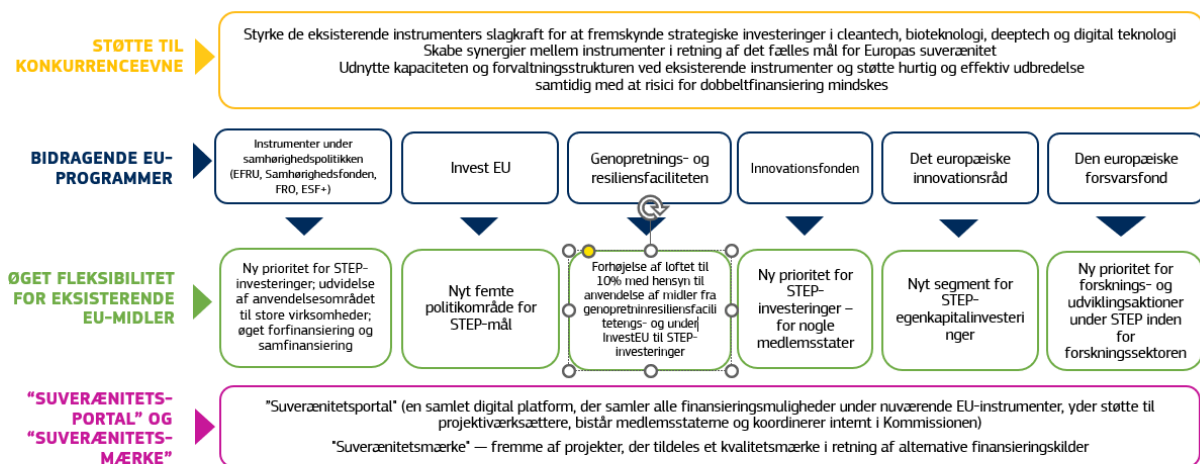 STØTTE TIL
KONKURRENCEEVNE
Styrke de eksisterende instrumenters slagkraft for at fremskynde strategiske investeringer i cleantech, bioteknologi, deeptech og digital teknologi
Skabe synergier mellem instrumenter i retning af det fælles mål for Europas suverænitet
Udnytte kapaciteten og forvaltningsstrukturen ved eksisterende instrumenter og støtte hurtig og effektiv udbredelse
samtidig med at risici for dobbeltfinansiering mindskes
BIDRAGENDE EU-
PROGRAMMER
Instrumenter under
samhørighedspolitikken
(EFRU, Samhørighedsfonden,
FRO, ESF+)
Invest EU
Genopretnings- og
resiliensfaciliteten
Innovationsfonden
Det europæiske
innovationsråd
Den europæiske
forsvarsfond
ØGET FLEKSIBILITET
FOR EKSISTERENDE
EU-MIDLER
Ny prioritet for STEP-
investeringer; udvidelse
af anvendelsesområdet
til store virksomheder;
øget forfinansiering og
samfinansiering
Nyt femte
politikområde for
STEP-mål
Forhøjelse af loftet til
10% med hensyn til
anvendelse af midler fra
genopretninresiliensfacili
tetengs- og under
InvestEU til STEP-
investeringer
Ny prioritet for
STEP-
investeringer –
for nogle
medlemsstater
Nyt segment for
STEP-
egenkapitalinvesteri
nger
Ny prioritet for
forsknings- og
udviklingsaktioner
under STEP inden
for
forskningssektoren
“SUVERÆNITETS-
PORTAL” OG
“SUVERÆNITETS-
MÆRKE”
”Suverænitetsportal" (en samlet digital platform, der samler alle finansieringsmuligheder under nuværende EU-instrumenter, yder støtte til
projektiværksættere, bistår medlemsstaterne og koordinerer internt i Kommissionen)
"Suverænitetsmærke" — fremme af projekter, der tildeles et kvalitetsmærke i retning af alternative finansieringskilder